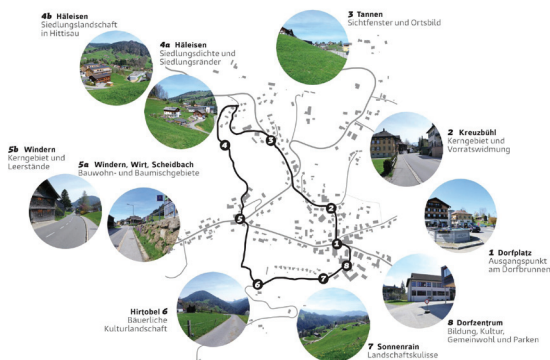 4b Häleisen
Siedlungslandschaft
in Hittisau
4a Häleisen
Siedlungsdichte und
Siedlungsränder
3 Tannen
Sichtfenster und Ortsbild
2 Kreuzbühl
Kerngebiet und
Vorratswidmung
5b Windern
Kerngebiet und
Leerstände
5a Windern, Wirt, Scheidbach
Bauwohn- und Baumischgebiete
1 Dorfplatz
Ausgangspunkt
am Dorfbrunnen
Hirtobel 6
Bäuerliche
Kulturlandschaft
7 Sonnenrain
Landschaftskulisse
8 Dorfzentrum
Bildung, Kultur,
Gemeinwohl und Parken
4
3
2
5
1
8
7
6